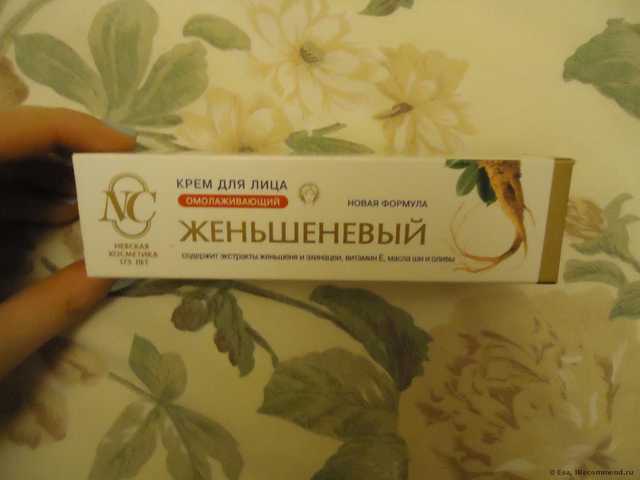 NC
НЕВСКАЯ
КОСМЕТИКА
175 ЛЕТ
КРЕМ ДЛЯ ЛИЦА
ОМОЛАЖИВАЮЩИЙ
НОВАЯ ФОРМУЛА
ЖЕНЬШЕНЕВЫЙ
содержит экстракты женьшеня и эхинацеи, витамин Е, масла ши и оливы
© Esa, IRecommend.ru